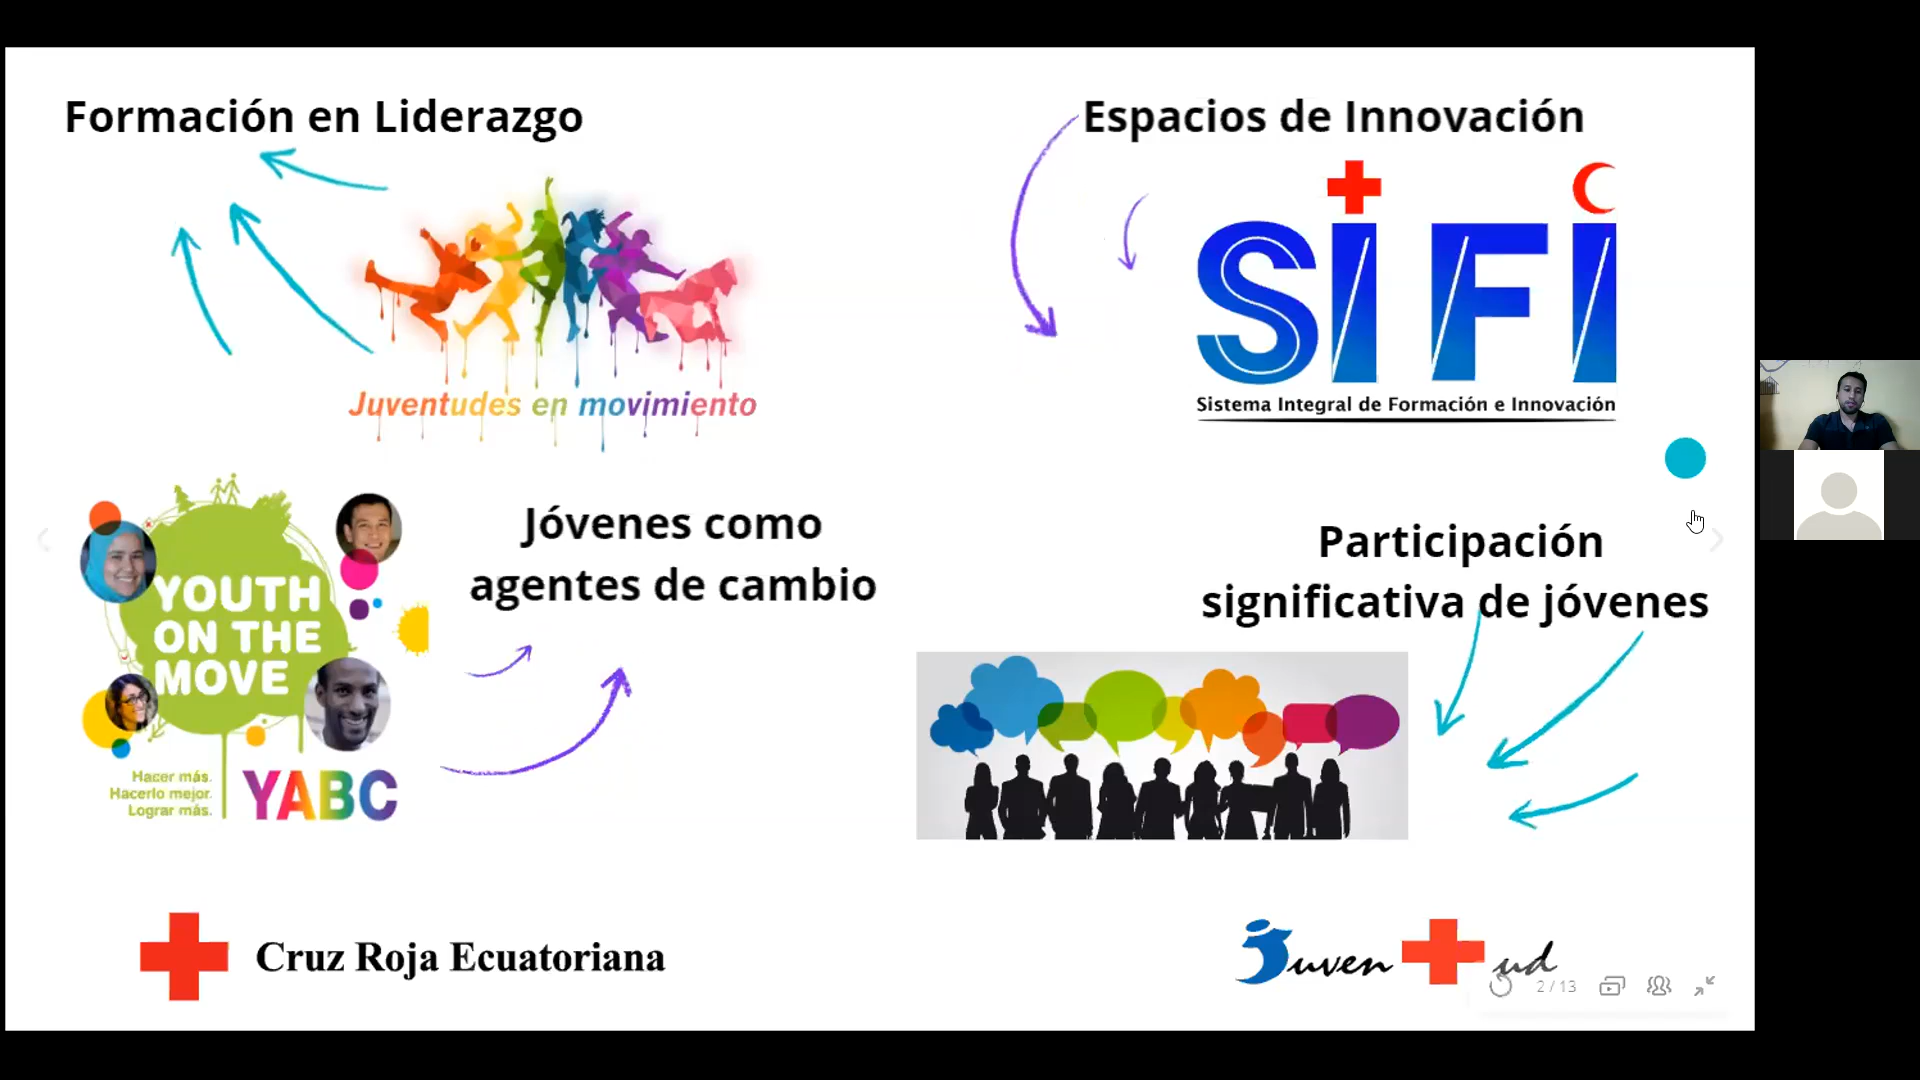 Formación en Liderazgo
Juventudes en movimiento
Espacios de Innovación
SiFi
Sistema Integral de Formación e Innovación
YOUTH
ON THE
MOVE
Hacer más.
Hacerlo mejor.
Lograr más.
YABC
Jóvenes como
agentes de cambio
Participación
significativa de jóvenes
Cruz Roja Ecuatoriana
Juven ud
2 / 13